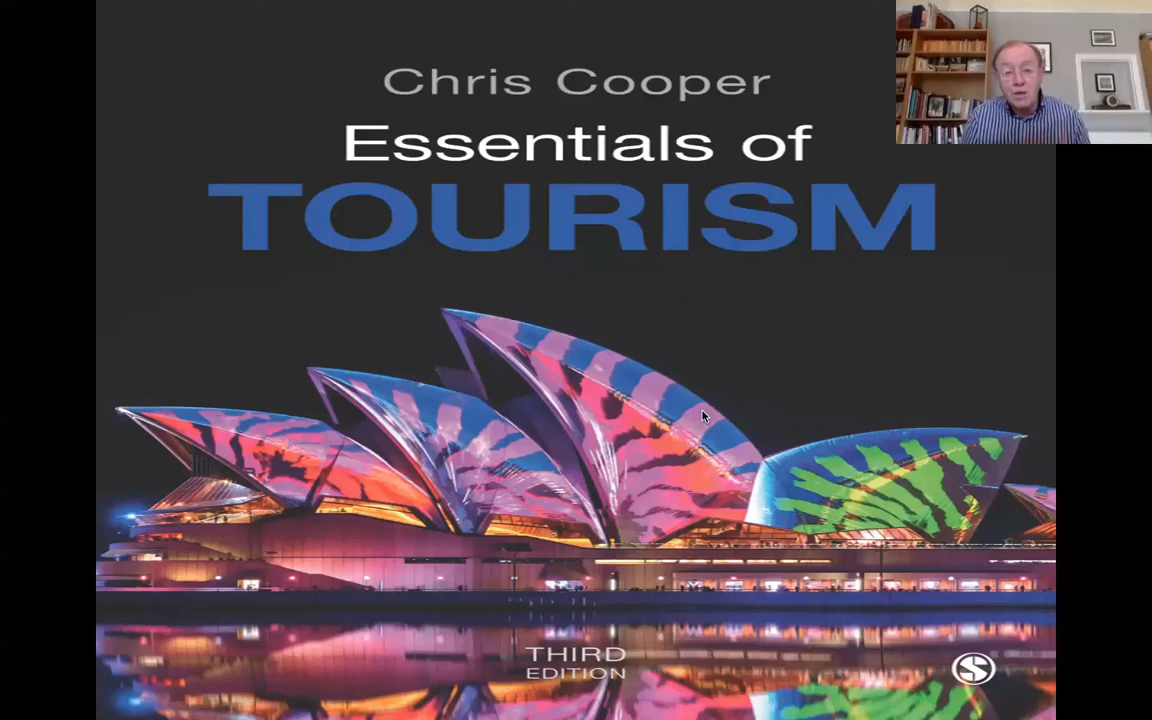 Chris Cooper
Essentials of
TOURISM
THIRD
EDITION